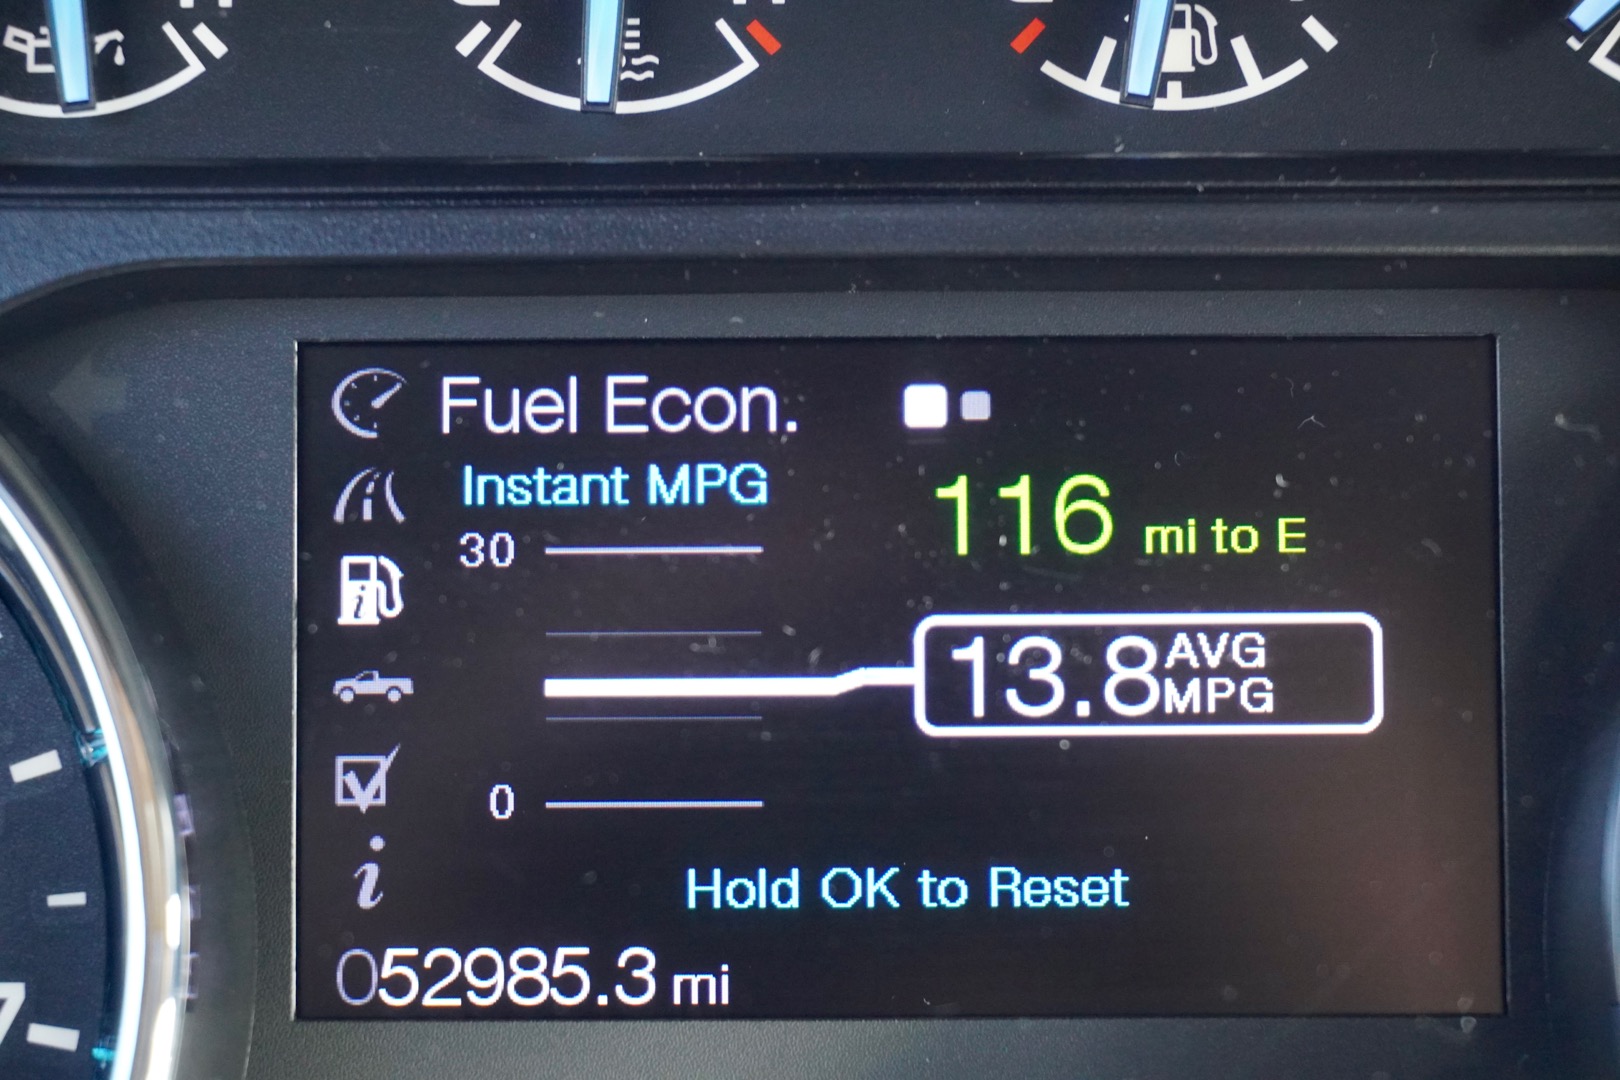 Fuel Econ.
Instant MPG
116 mi to E
30
13.8 AVG MPG
0
Hold OK to Reset
052985.3 mi
7